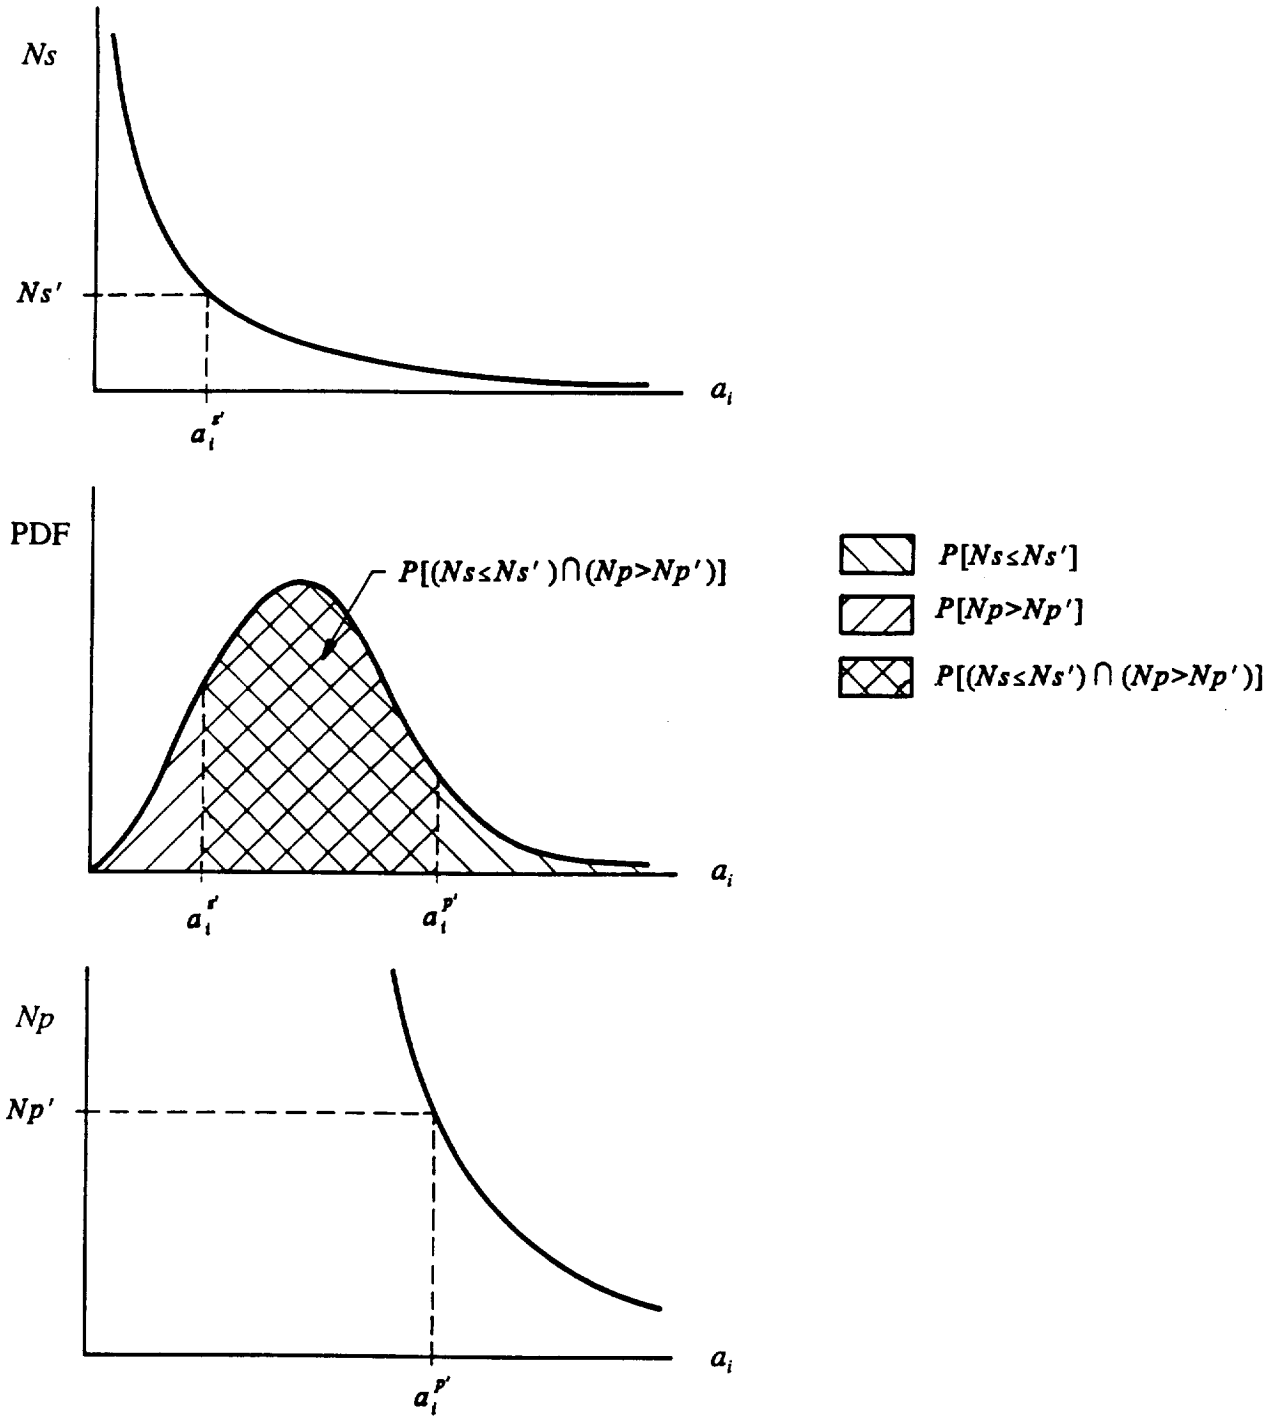 Ns
Ns′
a_i
a_i^s′
PDF
P[(Ns≤Ns′)∩(Np>Np′)]
P[Ns≤Ns′]
P[Np>Np′]
P[(Ns≤Ns′)∩(Np>Np′)]
a_i
a_i^s′
a_i^p′
Np
Np′
a_i
a_i^p′